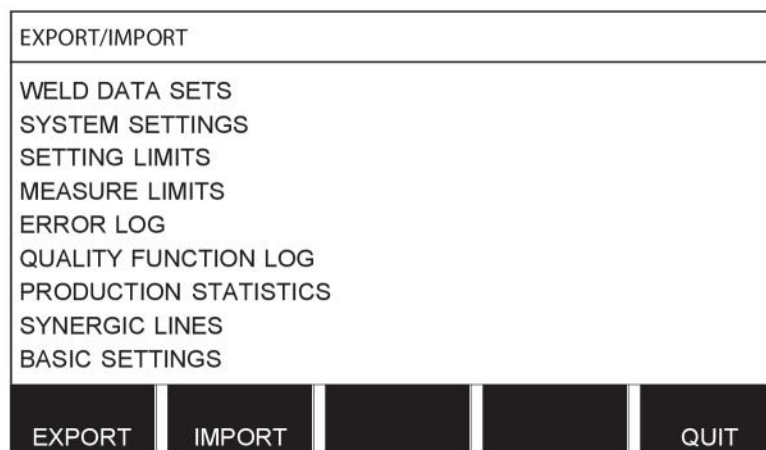 EXPORT/IMPORT
WELD DATA SETS
SYSTEM SETTINGS
SETTING LIMITS
MEASURE LIMITS
ERROR LOG
QUALITY FUNCTION LOG
PRODUCTION STATISTICS
SYNERGIC LINES
BASIC SETTINGS
EXPORT IMPORT QUIT